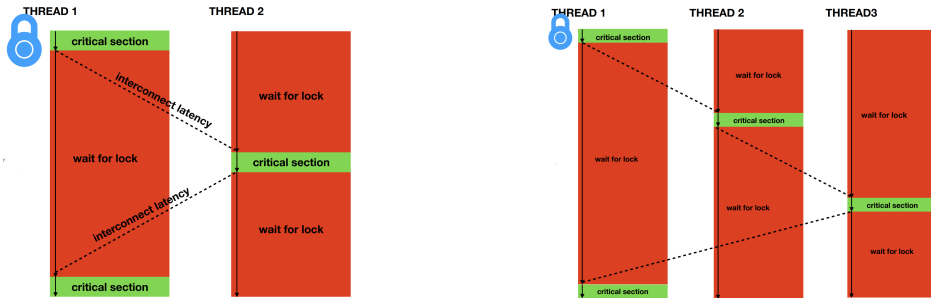 THREAD 1
THREAD 2
critical section
interconnect latency
wait for lock
wait for lock
critical section
interconnect latency
wait for lock
critical section
THREAD 1
THREAD 2
THREAD3
critical section
wait for lock
wait for lock
critical section
wait for lock
wait for lock
critical section
wait for lock
critical section